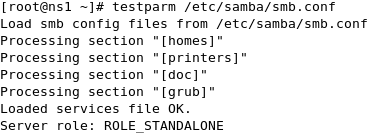 [root@ns1 ~]# testparm /etc/samba/smb.conf
Load smb config files from /etc/samba/smb.conf
Processing section "[homes]"
Processing section "[printers]"
Processing section "[doc]"
Processing section "[grub]"
Loaded services file OK.
Server role: ROLE_STANDALONE